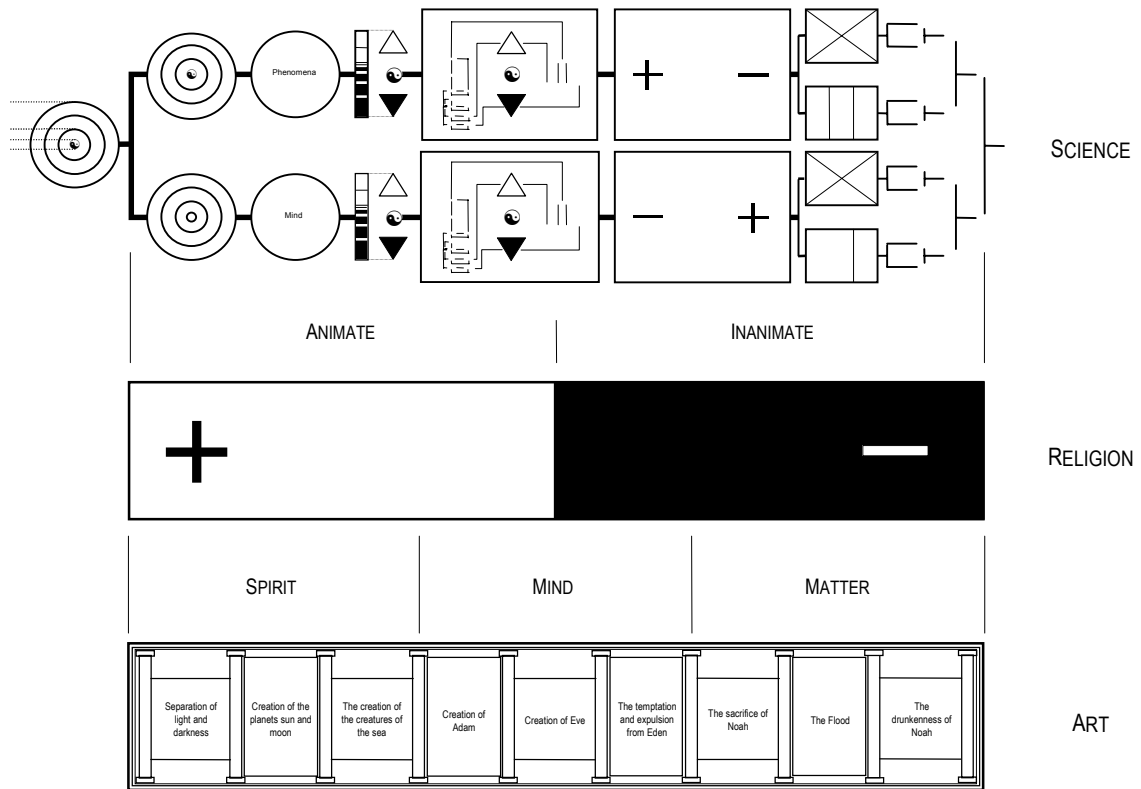 Phenomena
SCIENCE
Mind
ANIMATE
INANIMATE
RELIGION
SPIRIT
MIND
MATTER
Separation of
light and
darkness
Creation of the
planets sun and
moon
The creation of
the creatures of
the sea
Creation of
Adam
Creation of Eve
The temptation
and expulsion
from Eden
The sacrifice of
Noah
The Flood
The
drunkenness of
Noah
ART